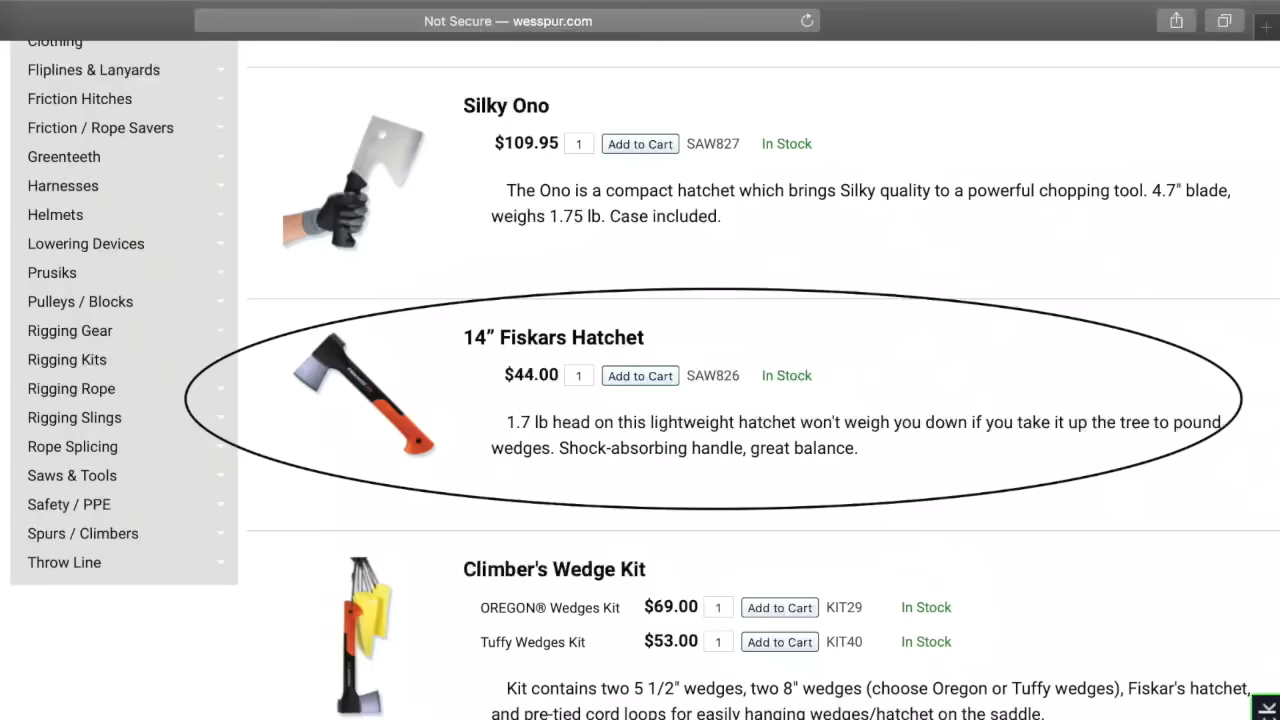 Not Secure — wesspur.com
Clothing
Fliplines & Lanyards
Friction Hitches
Friction / Rope Savers
Greenteeth
Harnesses
Helmets
Lowering Devices
Prusiks
Pulleys / Blocks
Rigging Gear
Rigging Kits
Rigging Rope
Rigging Slings
Rope Splicing
Saws & Tools
Safety / PPE
Spurs / Climbers
Throw Line
Silky Ono
$109.95 1 Add to Cart SAW827 In Stock
The Ono is a compact hatchet which brings Silky quality to a powerful chopping tool. 4.7" blade,
weighs 1.75 lb. Case included.
14” Fiskars Hatchet
$44.00 1 Add to Cart SAW826 In Stock
1.7 lb head on this lightweight hatchet won't weigh you down if you take it up the tree to pound
wedges. Shock-absorbing handle, great balance.
Climber's Wedge Kit
OREGON® Wedges Kit $69.00 1 Add to Cart KIT29 In Stock
Tuffy Wedges Kit $53.00 1 Add to Cart KIT40 In Stock
Kit contains two 5 1/2" wedges, two 8" wedges (choose Oregon or Tuffy wedges), Fiskar's hatchet,
and pre-tied cord loops for easily hanging wedges/hatchet on the saddle.